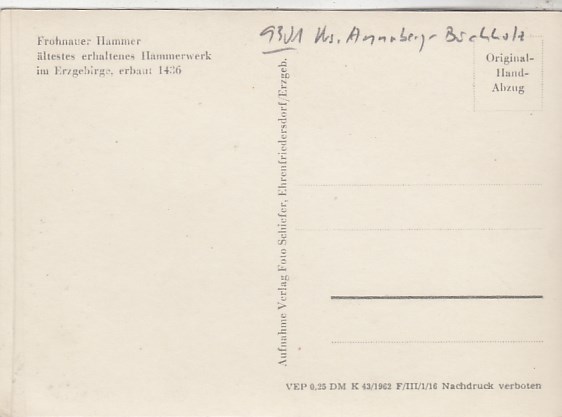 Frohnauer Hammer
ältestes erhaltenes Hammerwerk
im Erzgebirge, erbaut 1436
9301 Krs. Annaberg-Buchholz
Original-
Hand-
Abzug
Aufnahme Verlag Foto Schiefer, Ehrenfriedersdorf/Erzgeb.
VEP 0,25 DM K 43/1962 F/III/1/16 Nachdruck verboten